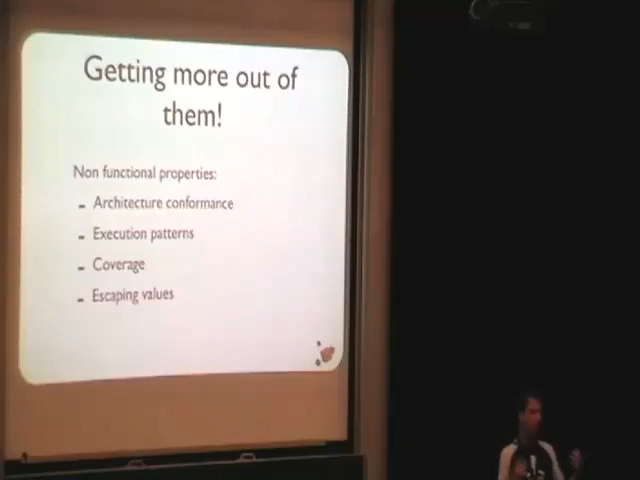 Getting more out of
them!
Non functional properties:
- Architecture conformance
- Execution patterns
- Coverage
- Escaping values